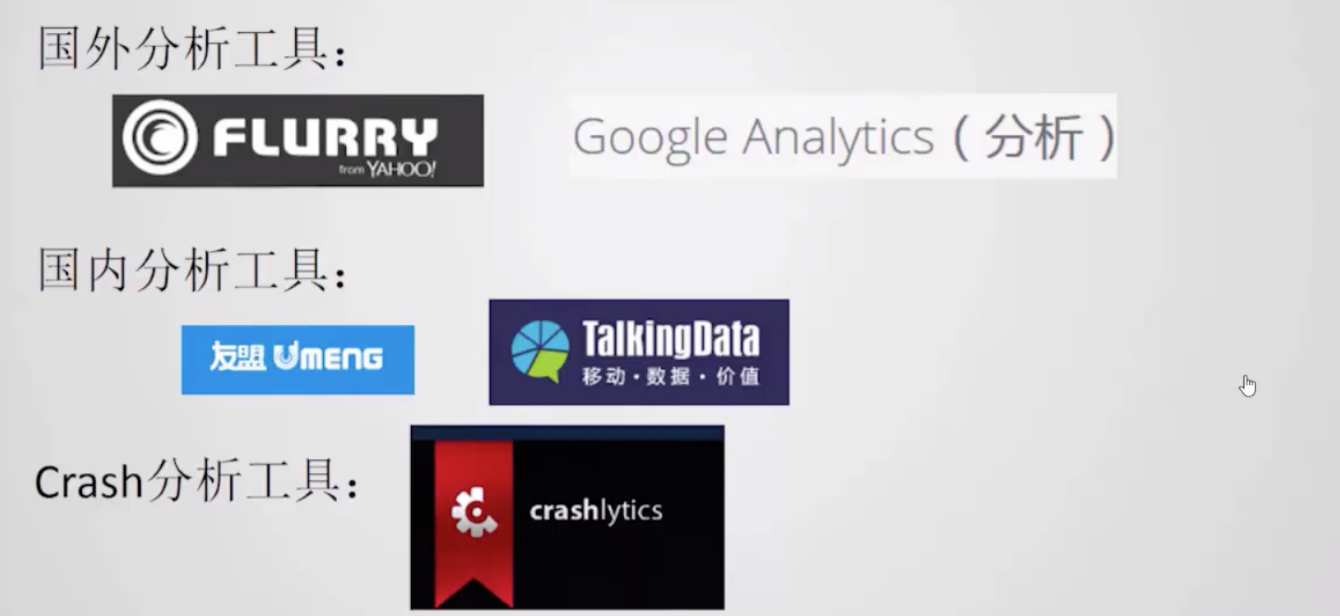 国外分析工具：
FLURRY
from YAHOO!
Google Analytics（分析）
国内分析工具：
友盟 UMENG
TalkingData
移动·数据·价值
Crash分析工具：
crashlytics